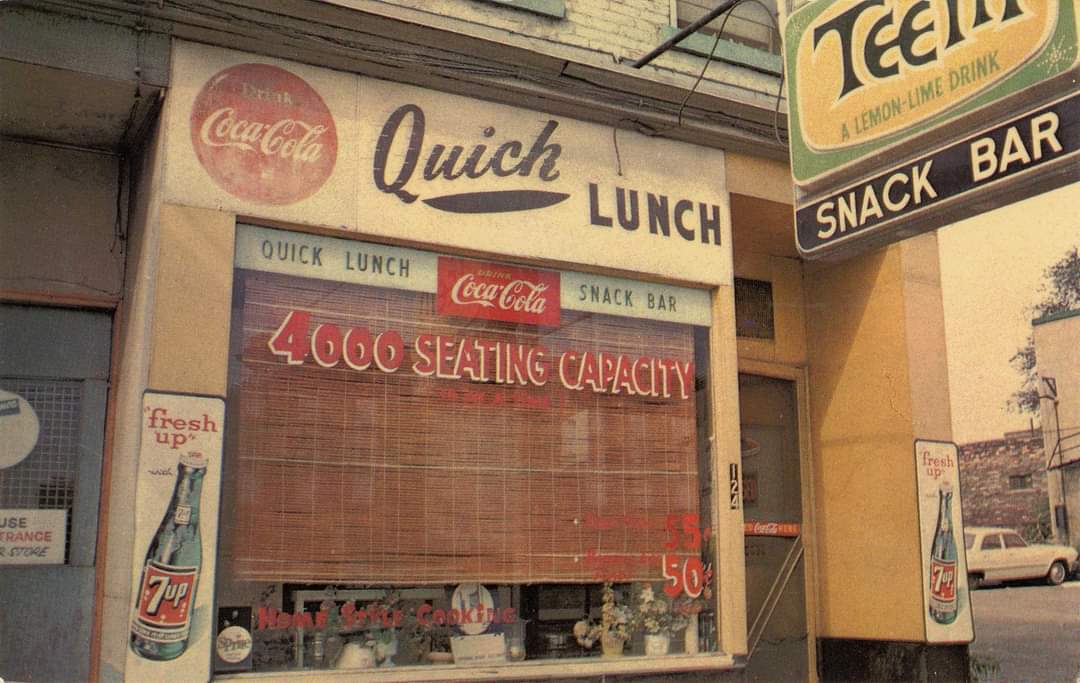 Drink
Coca-Cola
Quick
LUNCH
TEEM
A LEMON-LIME DRINK
SNACK BAR
QUICK LUNCH
DRINK
Coca-Cola
SNACK BAR
4000 SEATING CAPACITY
"fresh
up"
with
7up
fresh
up"
7up
124
Coca-Cola
55¢
50¢
HOME STYLE COOKING
Sprite
USE
TRANCE
R STORE